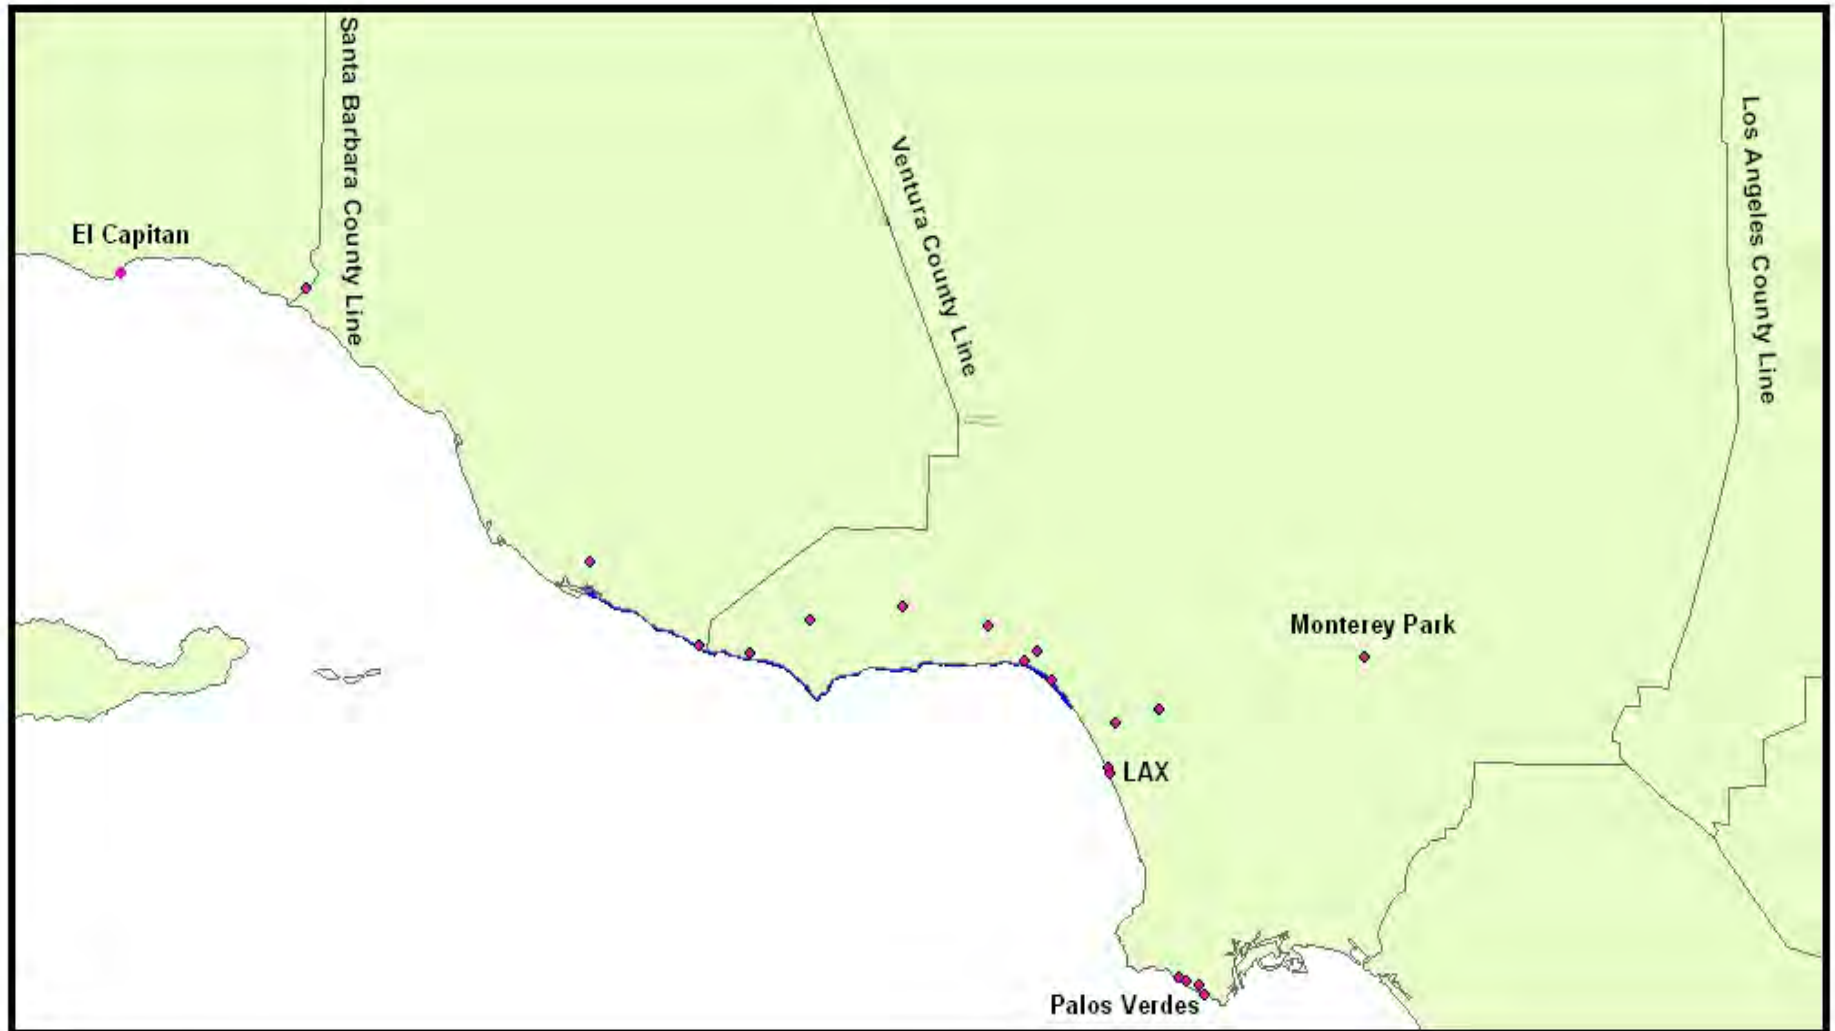 Santa Barbara County Line
Ventura County Line
Los Angeles County Line
El Capitan
Monterey Park
LAX
Palos Verdes